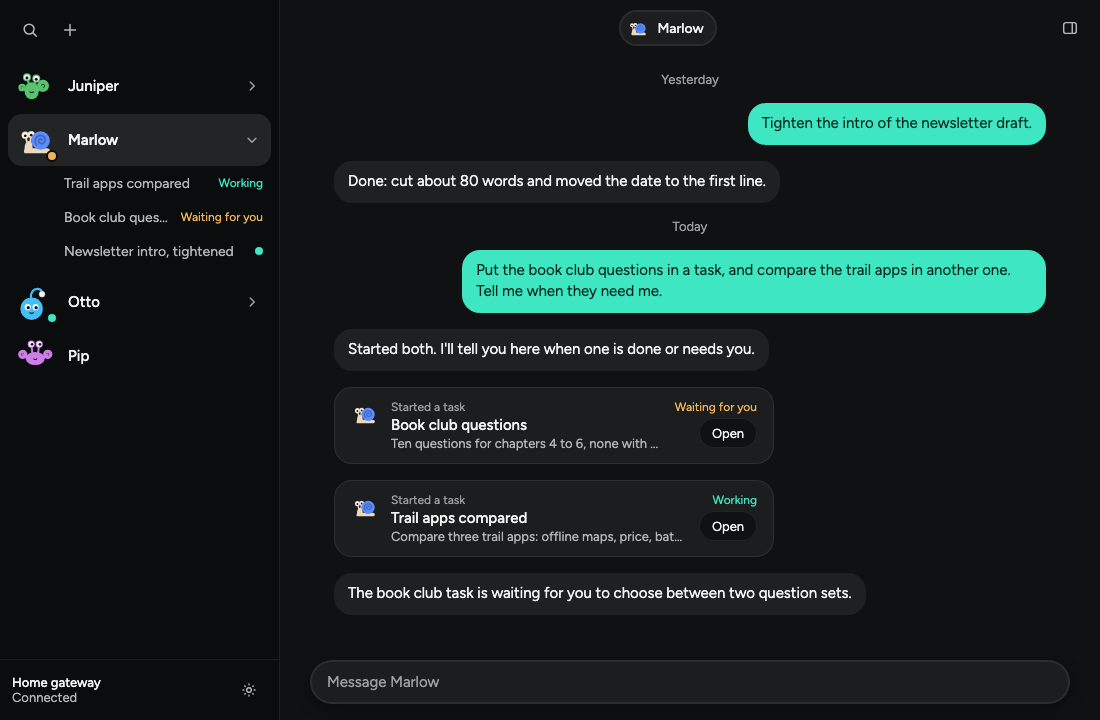 Juniper
Marlow
Trail apps compared
Working
Book club ques...
Waiting for you
Newsletter intro, tightened
Otto
Pip
Home gateway
Connected
Marlow
Yesterday
Tighten the intro of the newsletter draft.
Done: cut about 80 words and moved the date to the first line.
Today
Put the book club questions in a task, and compare the trail apps in another one.
Tell me when they need me.
Started both. I'll tell you here when one is done or needs you.
Started a task
Waiting for you
Book club questions
Ten questions for chapters 4 to 6, none with ...
Open
Started a task
Working
Trail apps compared
Compare three trail apps: offline maps, price, bat...
Open
The book club task is waiting for you to choose between two question sets.
Message Marlow